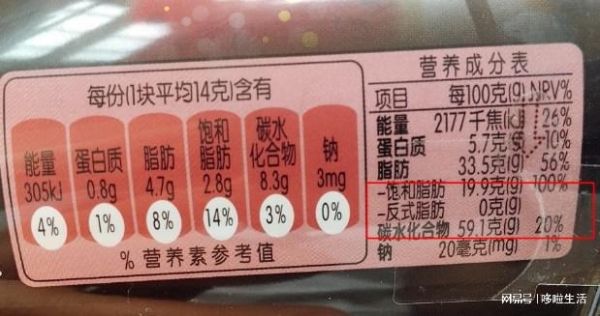 每份(1块平均14克)含有
能量 蛋白质 脂肪 饱和脂肪 碳水化合物 钠
305kJ 0.8g 4.7g 2.8g 8.3g 3mg
4% 1% 8% 14% 3% 0%
% 营养素参考值
营养成分表
项目 每100克(g) NRV%
能量 2177千焦(kJ) 26%
蛋白质 5.7克(g) 10%
脂肪 33.5克(g) 56%
–饱和脂肪 19.9克(g) 100%
–反式脂肪 0克(g)
碳水化合物 59.1克(g) 20%
钠 20毫克(mg) 1%
网易号 | 哆啦生活